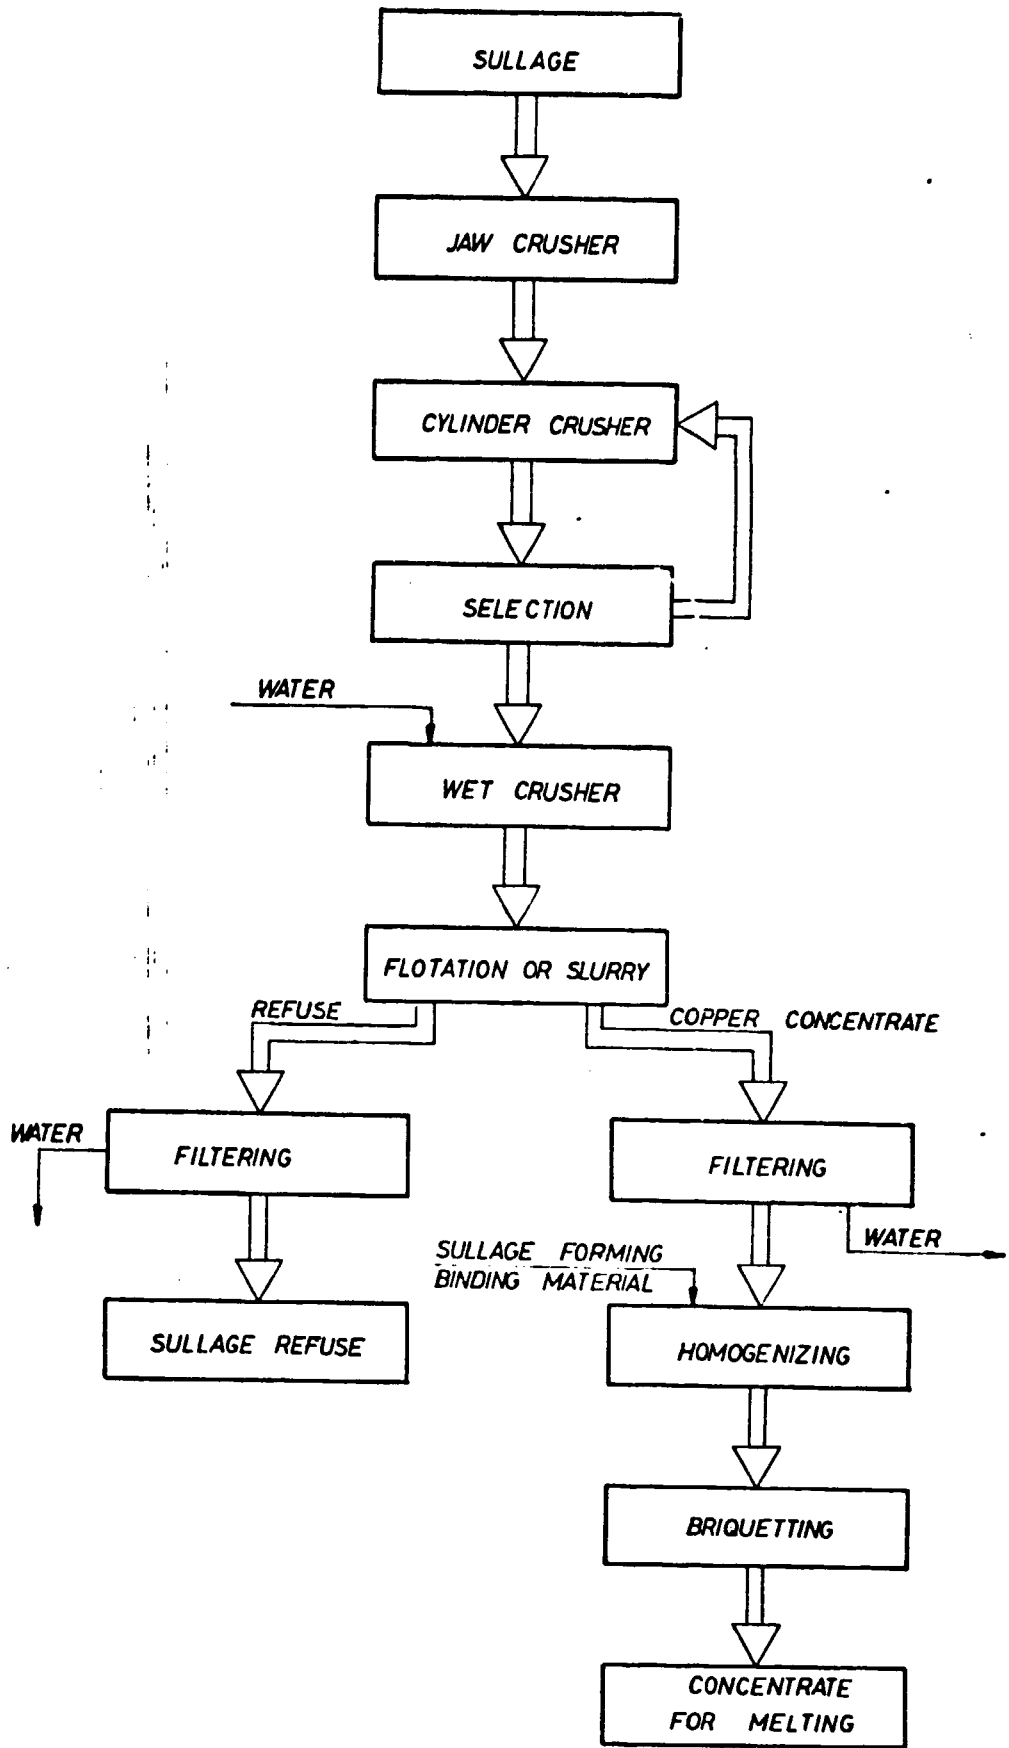 SULLAGE
JAW CRUSHER
CYLINDER CRUSHER
SELECTION
WATER
WET CRUSHER
FLOTATION OR SLURRY
REFUSE
COPPER CONCENTRATE
WATER
FILTERING
FILTERING
WATER
SULLAGE FORMING
BINDING MATERIAL
SULLAGE REFUSE
HOMOGENIZING
BRIQUETTING
CONCENTRATE
FOR MELTING